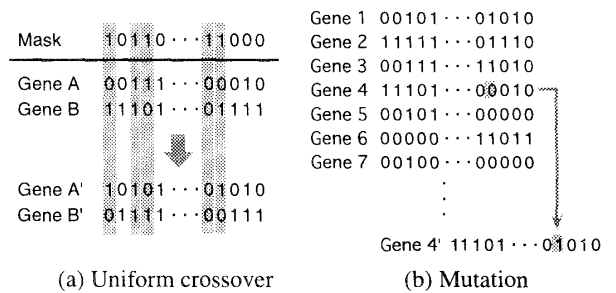 Mask 10110···11000
Gene A 00111···00010
Gene B 11101···01111
Gene A' 10101···01010
Gene B' 01111···00111
(a) Uniform crossover
Gene 1 00101···01010
Gene 2 11111···01110
Gene 3 00111···11010
Gene 4 11101···00010
Gene 5 00101···00000
Gene 6 00000···11011
Gene 7 00100···00000
Gene 4' 11101···01010
(b) Mutation